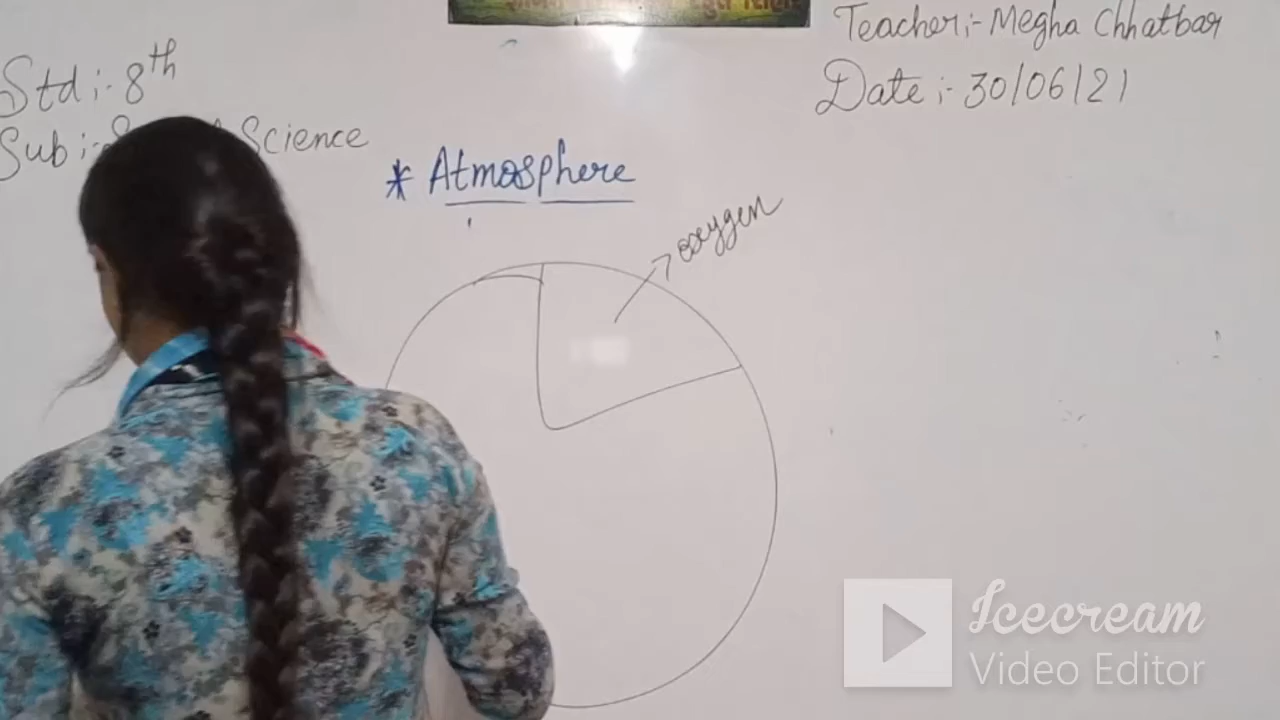 Teacher:- Megha Chhatbar
Date:- 30/06/21
Std:- 8th
Sub:- Science
* Atmosphere
oxygen
Icecream
Video Editor